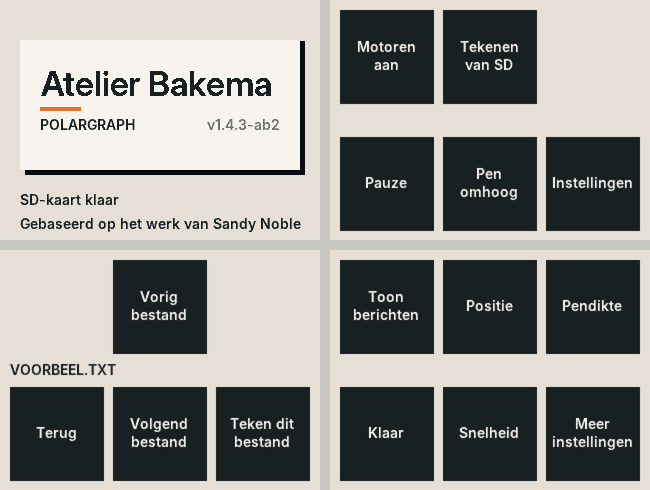 Atelier Bakema
POLARGRAPH v1.4.3-ab2
SD-kaart klaar
Gebaseerd op het werk van Sandy Noble
Motoren
aan
Tekenen
van SD
Pauze
Pen
omhoog
Instellingen
Vorig
bestand
VOORBEEL.TXT
Terug
Volgend
bestand
Teken dit
bestand
Toon
berichten
Positie
Pendikte
Klaar
Snelheid
Meer
instellingen